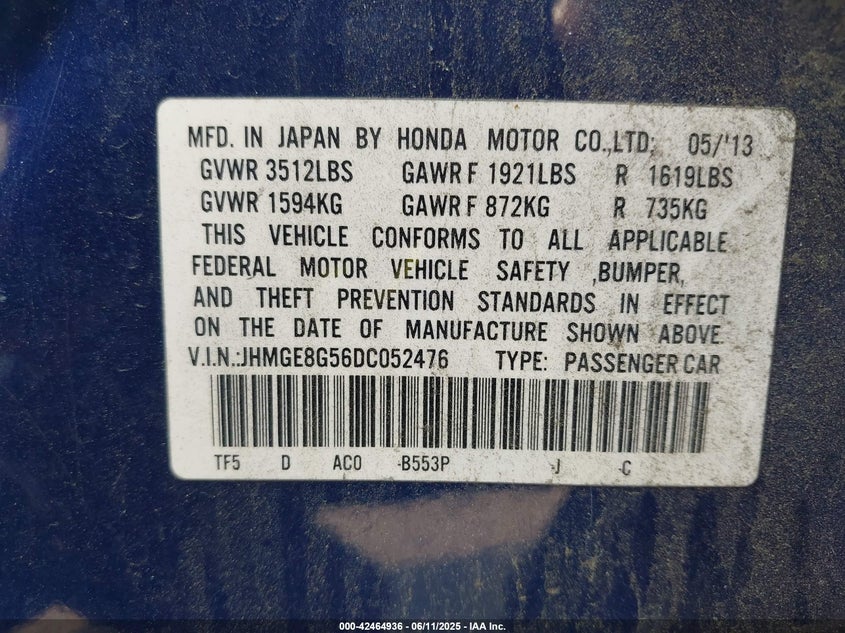 MFD. IN JAPAN BY HONDA MOTOR CO.,LTD; 05/'13
GVWR 3512LBS GAWR F 1921LBS R 1619LBS
GVWR 1594KG GAWR F 872KG R 735KG
THIS VEHICLE CONFORMS TO ALL APPLICABLE
FEDERAL MOTOR VEHICLE SAFETY ,BUMPER,
AND THEFT PREVENTION STANDARDS IN EFFECT
ON THE DATE OF MANUFACTURE SHOWN ABOVE.
V.I.N.:JHMGE8G56DC052476 TYPE: PASSENGER CAR
TF5 D AC0 -B553P J C
000-42464936 - 06/11/2025 - IAA Inc.